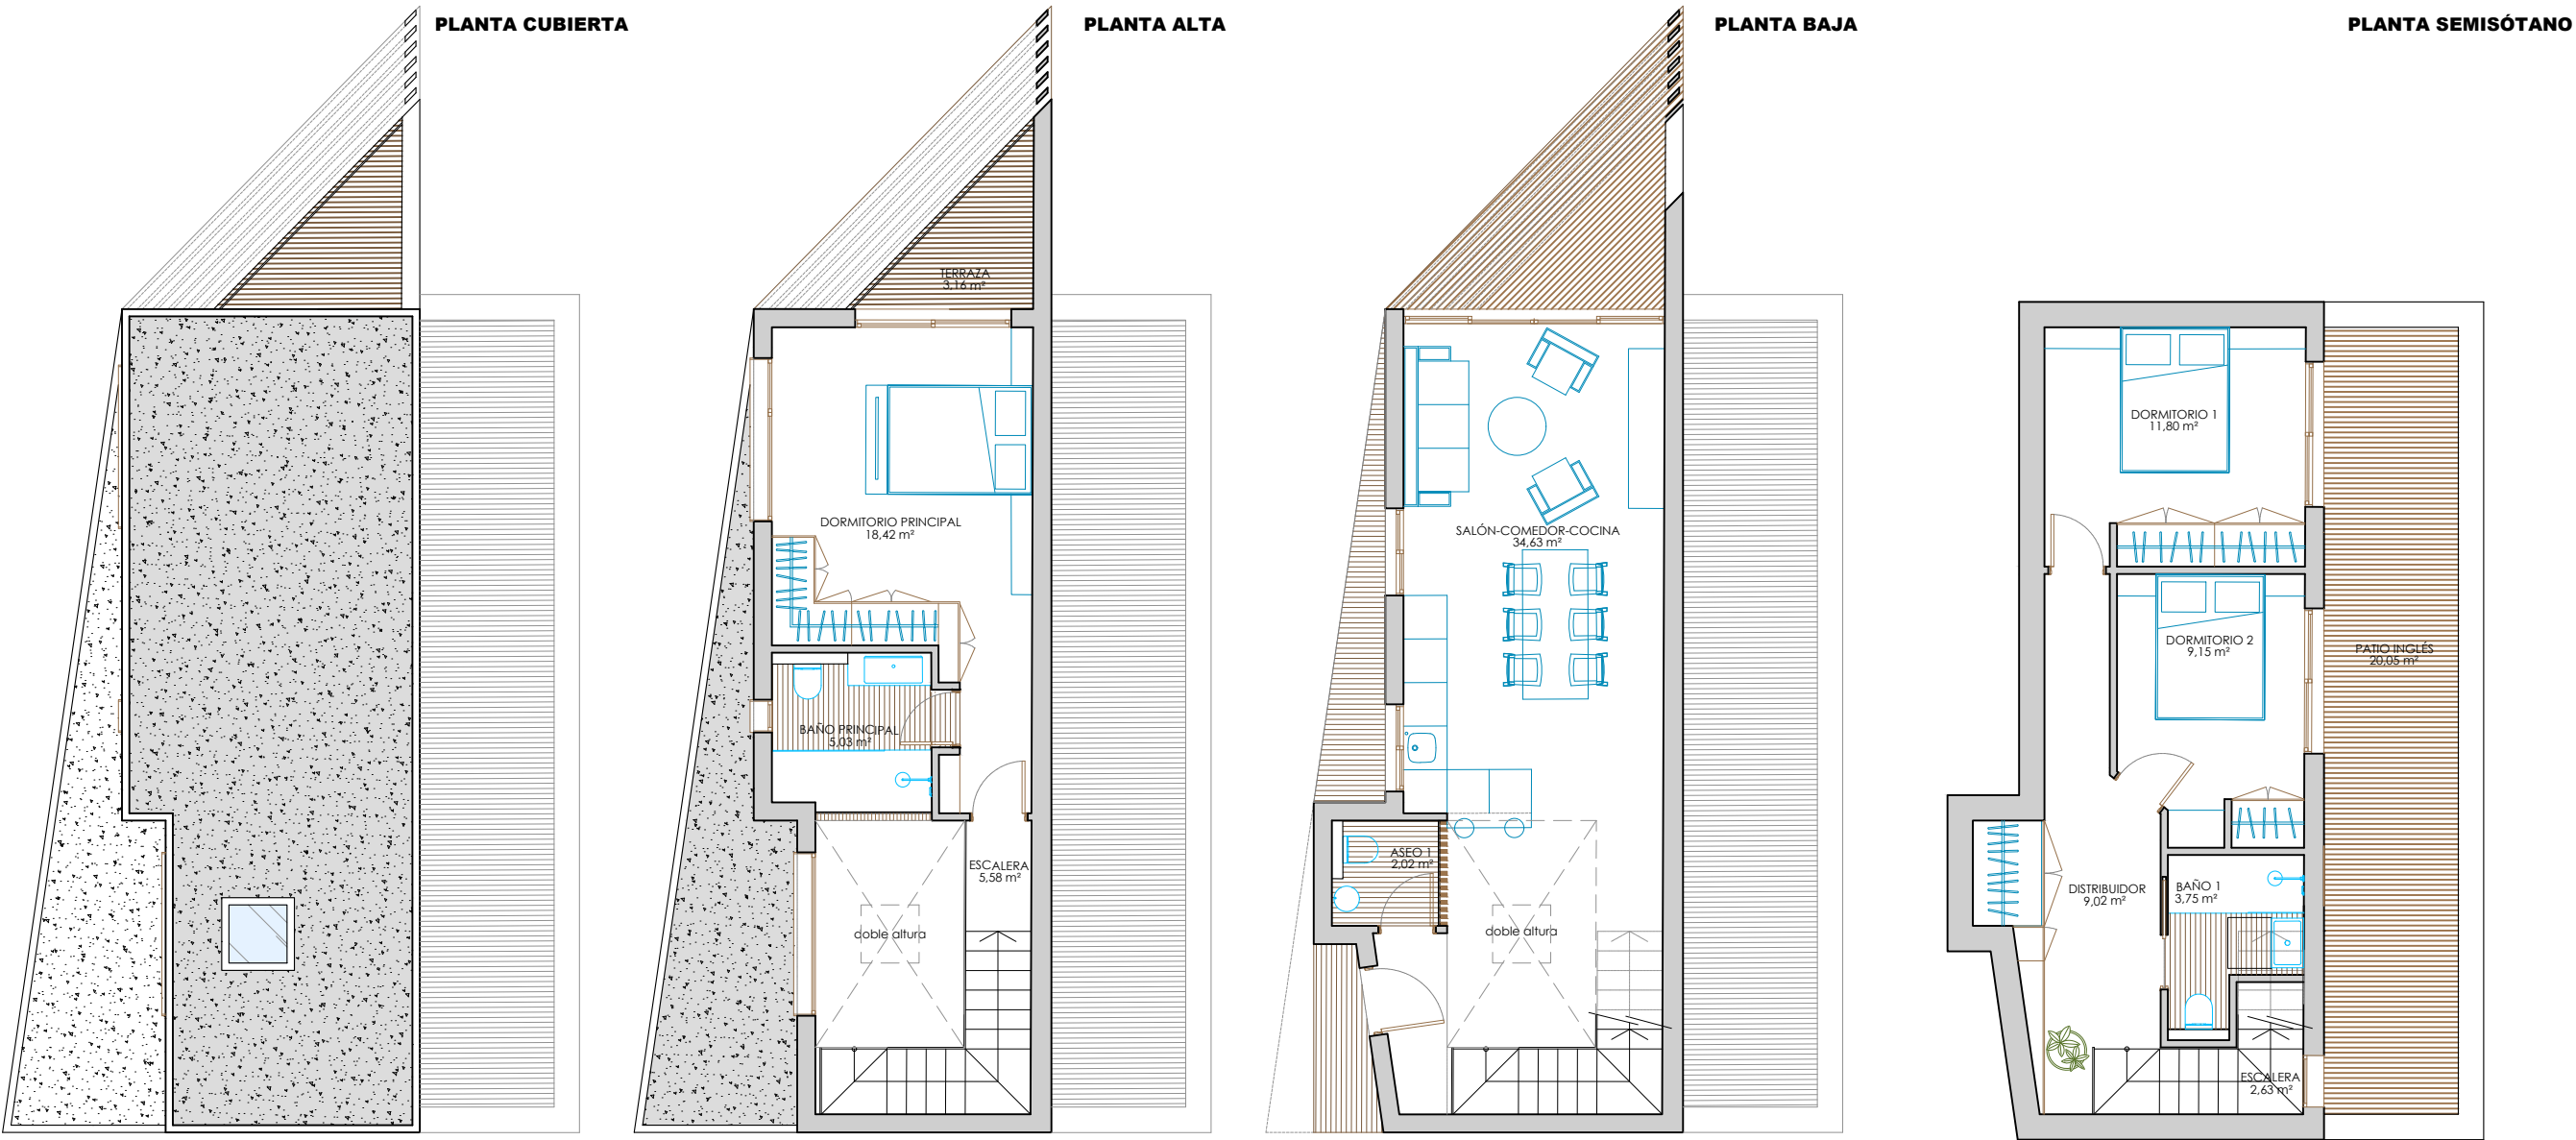 PLANTA CUBIERTA
PLANTA ALTA
TERRAZA
3,16 m²
DORMITORIO PRINCIPAL
18,42 m²
BAÑO PRINCIPAL
5,03 m²
ESCALERA
5,58 m²
doble altura
PLANTA BAJA
SALÓN-COMEDOR-COCINA
34,63 m²
ASEO 1
2,02 m²
doble altura
PLANTA SEMISÓTANO
DORMITORIO 1
11,80 m²
DORMITORIO 2
9,15 m²
PATIO INGLÉS
20,05 m²
DISTRIBUIDOR
9,02 m²
BAÑO 1
3,75 m²
ESCALERA
2,63 m²